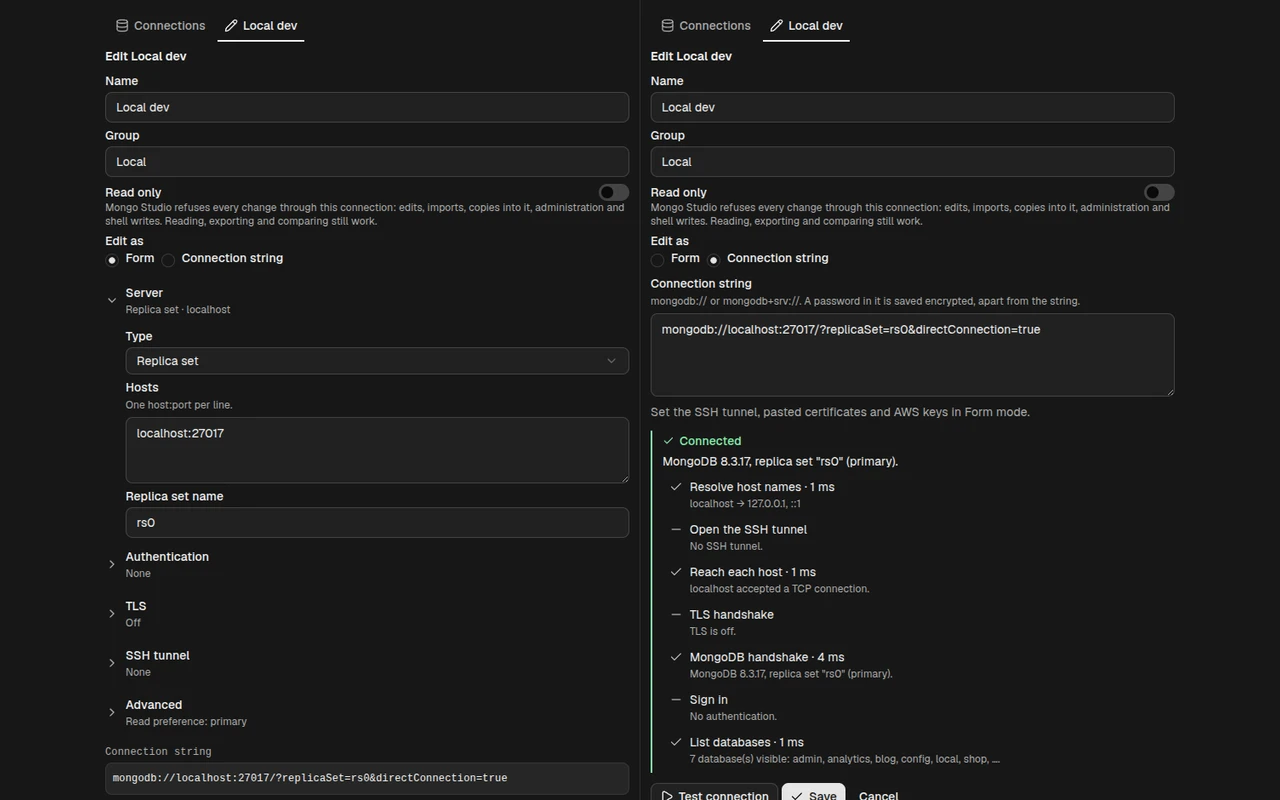 Connections
Local dev
Edit Local dev
Name
Local dev
Group
Local
Read only
Mongo Studio refuses every change through this connection: edits, imports, copies into it, administration and
shell writes. Reading, exporting and comparing still work.
Edit as
Form Connection string
Server
Replica set · localhost
Type
Replica set
Hosts
One host:port per line.
localhost:27017
Replica set name
rs0
Authentication
None
TLS
Off
SSH tunnel
None
Advanced
Read preference: primary
Connection string
mongodb://localhost:27017/?replicaSet=rs0&directConnection=true
Connections
Local dev
Edit Local dev
Name
Local dev
Group
Local
Read only
Mongo Studio refuses every change through this connection: edits, imports, copies into it, administration and
shell writes. Reading, exporting and comparing still work.
Edit as
Form Connection string
Connection string
mongodb:// or mongodb+srv://. A password in it is saved encrypted, apart from the string.
mongodb://localhost:27017/?replicaSet=rs0&directConnection=true
Set the SSH tunnel, pasted certificates and AWS keys in Form mode.
Connected
MongoDB 8.3.17, replica set "rs0" (primary).
Resolve host names · 1 ms
localhost → 127.0.0.1, ::1
Open the SSH tunnel
No SSH tunnel.
Reach each host · 1 ms
localhost accepted a TCP connection.
TLS handshake
TLS is off.
MongoDB handshake · 4 ms
MongoDB 8.3.17, replica set "rs0" (primary).
Sign in
No authentication.
List databases · 1 ms
7 database(s) visible: admin, analytics, blog, config, local, shop, …
Test connection Save Cancel